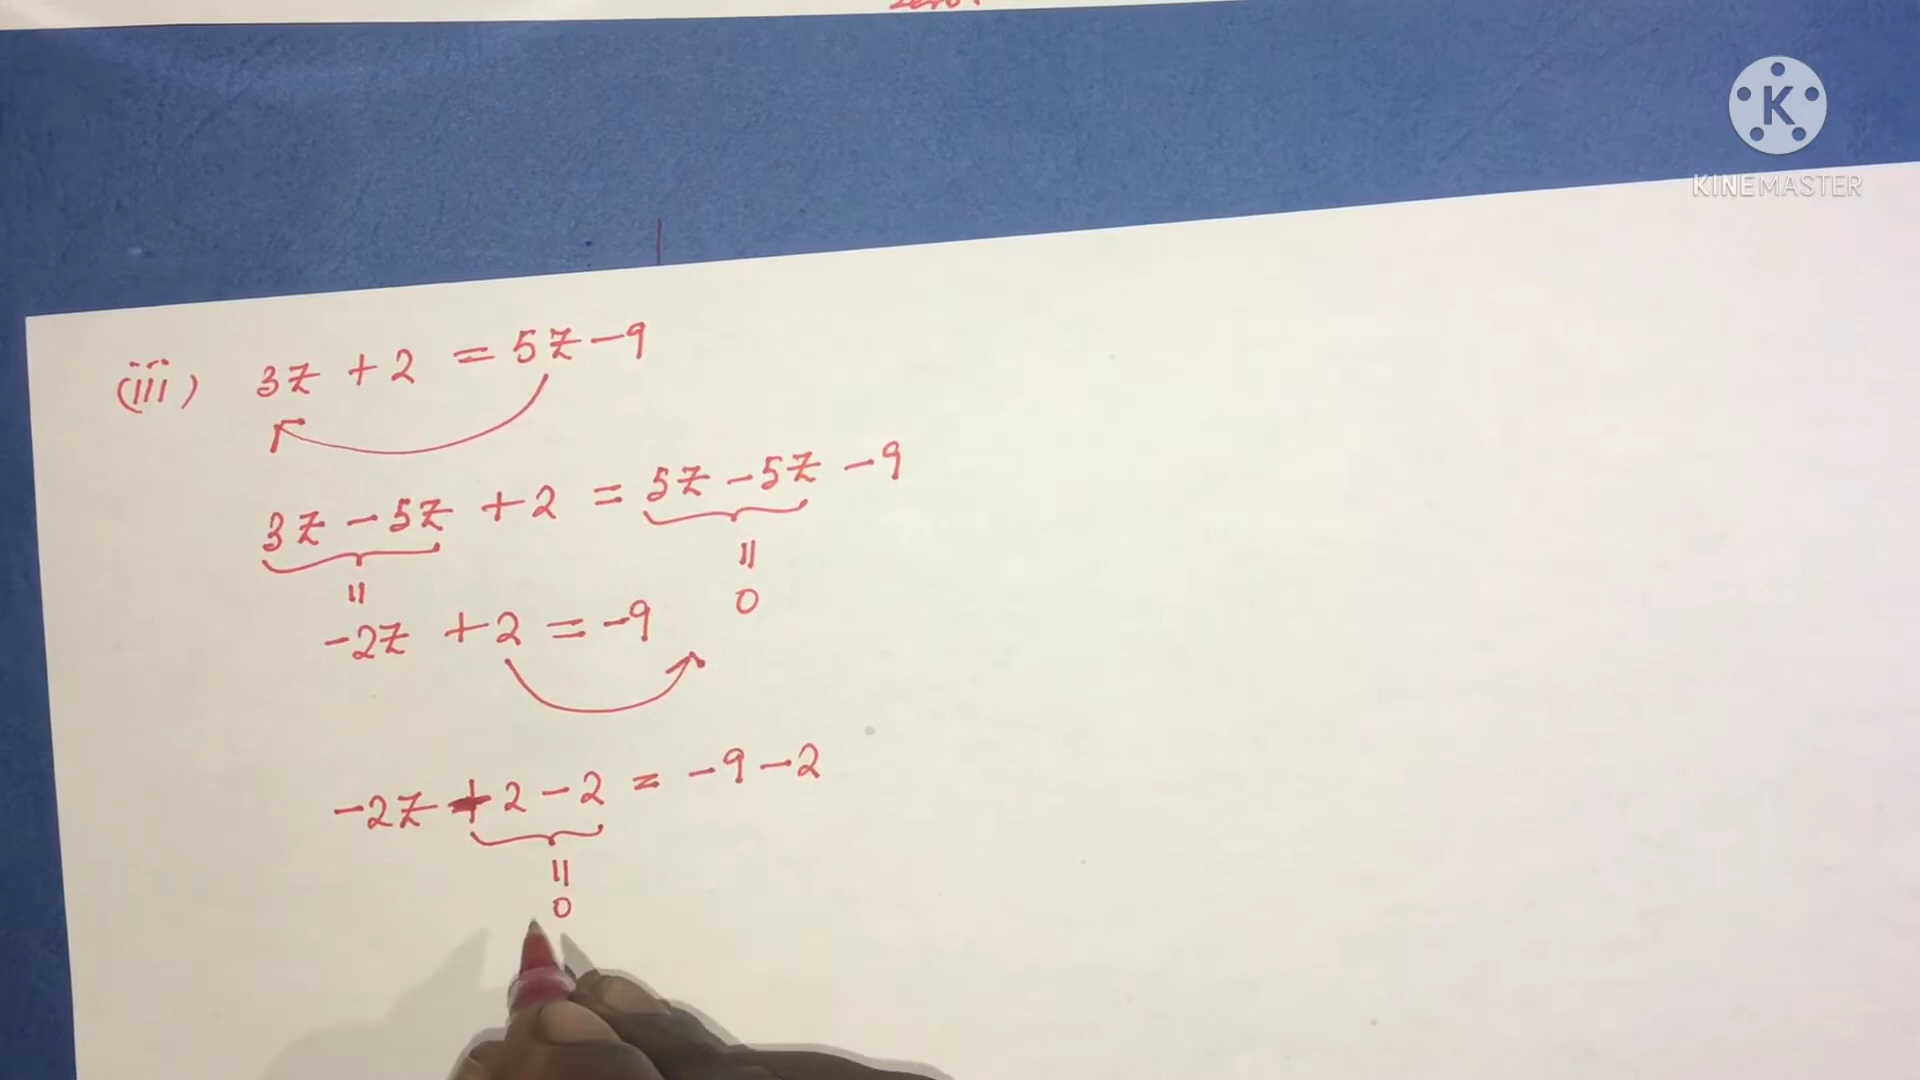 zero.
K
KINEMASTER
(iii) 3z + 2 = 5z - 9
3z - 5z + 2 = 5z - 5z - 9
=
0
=
-2z + 2 = -9
-2z + 2 - 2 = -9 - 2
=
0